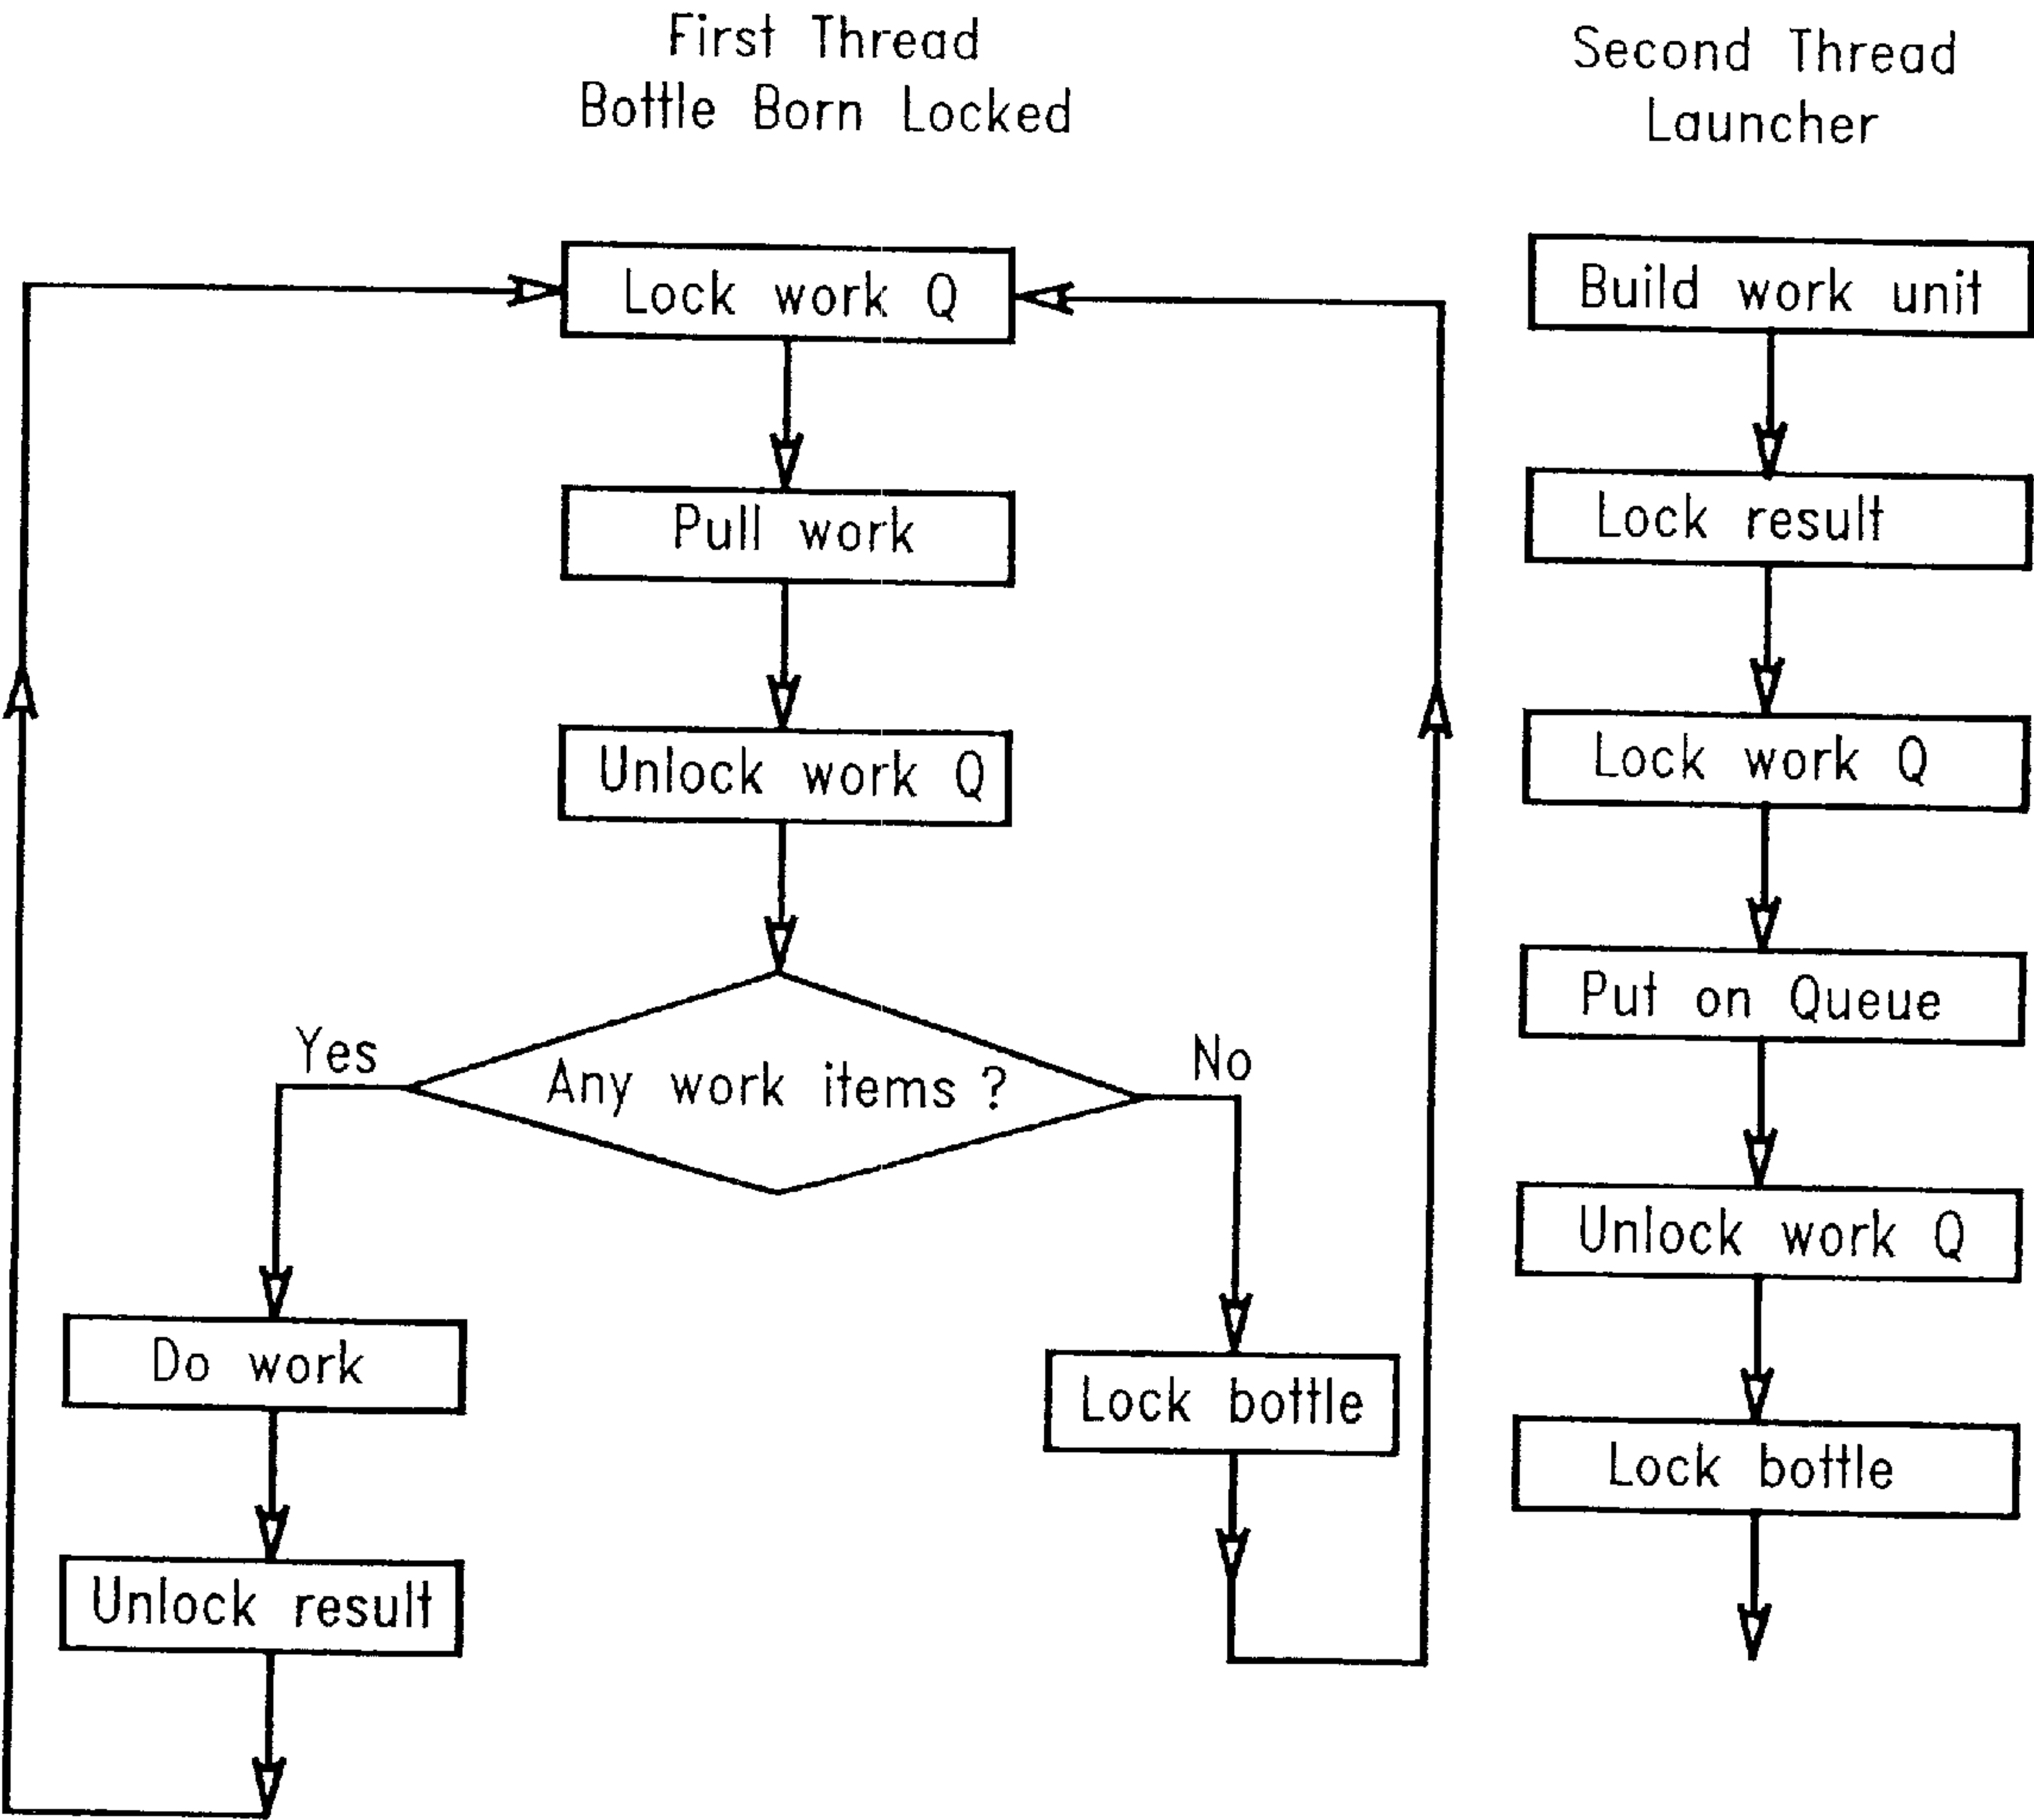 First Thread
Bottle Born Locked
Lock work Q
Pull work
Unlock work Q
Any work items ?
Yes
No
Do work
Unlock result
Lock bottle
Second Thread
Launcher
Build work unit
Lock result
Lock work Q
Put on Queue
Unlock work Q
Lock bottle